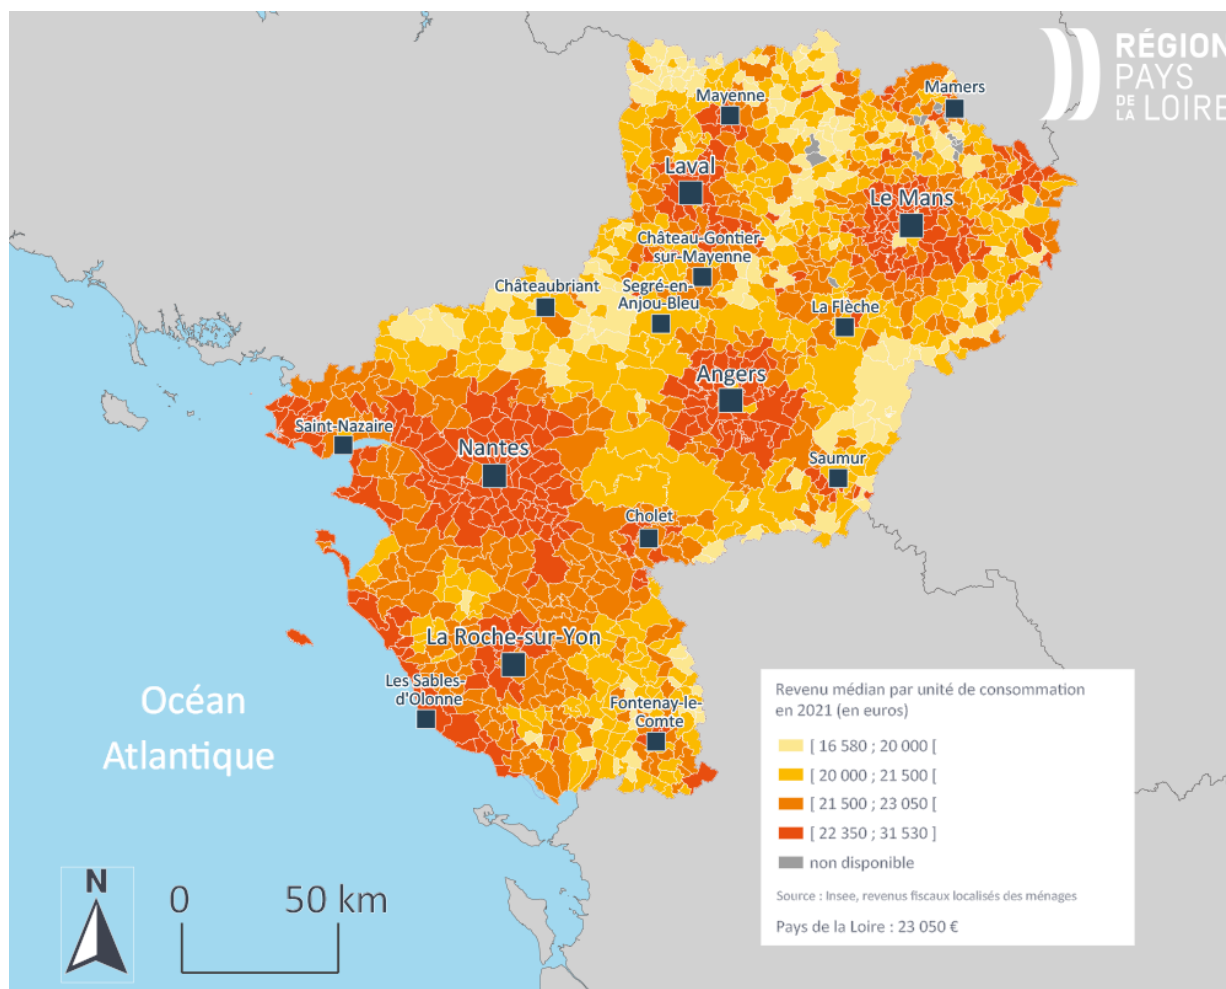 RÉGION
PAYS
DE LA LOIRE
Mamers
Mayenne
Laval
Le Mans
Château-Gontier-
sur-Mayenne
Châteaubriant
Segré-en-
Anjou-Bleu
La Flèche
Angers
Saint-Nazaire
Nantes
Saumur
Cholet
La Roche-sur-Yon
Les Sables-
d'Olonne
Fontenay-le-
Comte
Océan
Atlantique
Revenu médian par unité de consommation
en 2021 (en euros)
[ 16 580 ; 20 000 [
[ 20 000 ; 21 500 [
[ 21 500 ; 23 050 [
[ 22 350 ; 31 530 ]
non disponible
Source : Insee, revenus fiscaux localisés des ménages
Pays de la Loire : 23 050 €
N
0 50 km